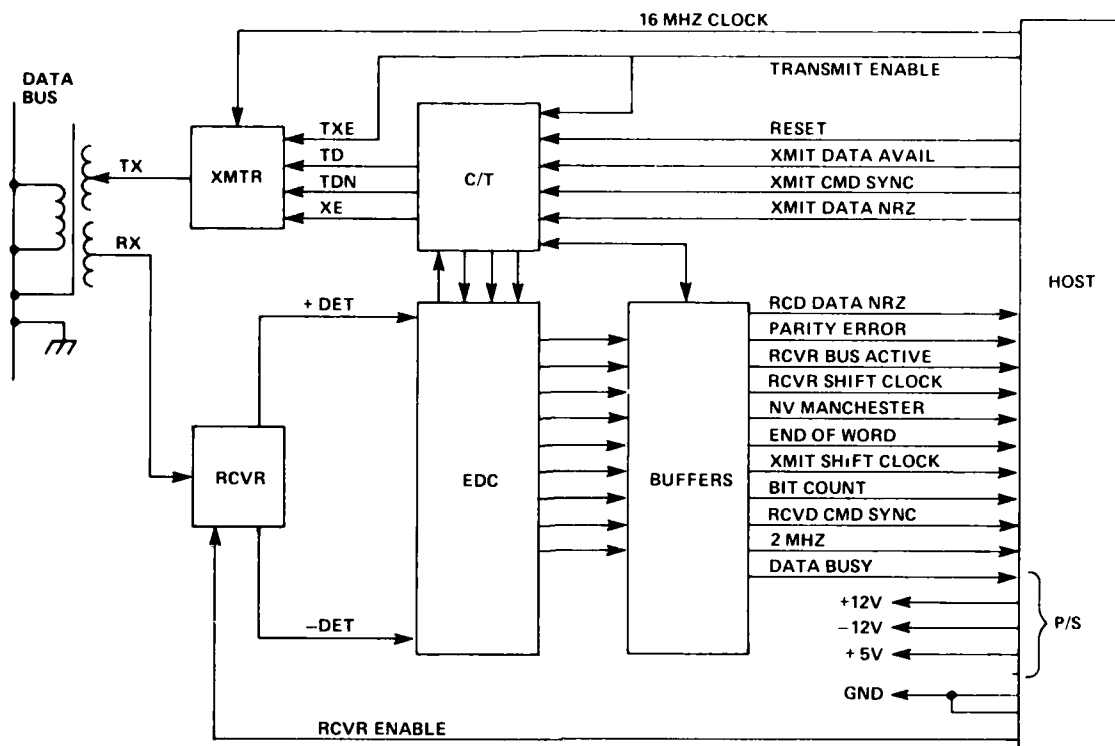 16 MHZ CLOCK
TRANSMIT ENABLE
DATA
BUS
TX
RX
XMTR
TXE
TD
TDN
XE
C/T
RESET
XMIT DATA AVAIL
XMIT CMD SYNC
XMIT DATA NRZ
HOST
+ DET
RCVR
−DET
EDC
BUFFERS
RCD DATA NRZ
PARITY ERROR
RCVR BUS ACTIVE
RCVR SHIFT CLOCK
NV MANCHESTER
END OF WORD
XMIT SHIFT CLOCK
BIT COUNT
RCVD CMD SYNC
2 MHZ
DATA BUSY
+12V
−12V
+ 5V
P/S
GND
RCVR ENABLE